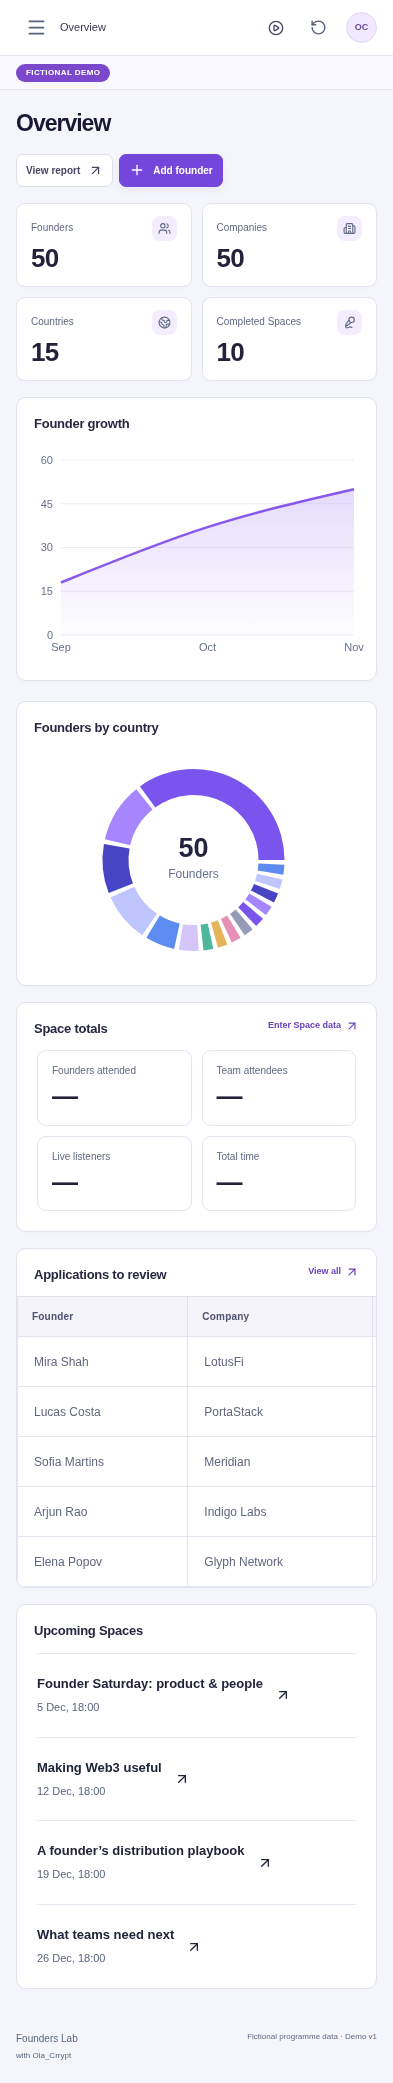 Overview
OC
FICTIONAL DEMO
Overview
View report
Add founder
Founders
50
Companies
50
Countries
15
Completed Spaces
10
Founder growth
60
45
30
15
0
Sep Oct Nov
Founders by country
50
Founders
Space totals
Enter Space data
Founders attended
—
Team attendees
—
Live listeners
—
Total time
—
Applications to review
View all
Founder Company
Mira Shah LotusFi
Lucas Costa PortaStack
Sofia Martins Meridian
Arjun Rao Indigo Labs
Elena Popov Glyph Network
Upcoming Spaces
Founder Saturday: product & people
5 Dec, 18:00
Making Web3 useful
12 Dec, 18:00
A founder’s distribution playbook
19 Dec, 18:00
What teams need next
26 Dec, 18:00
Founders Lab
with Ola_Crrypt
Fictional programme data · Demo v1